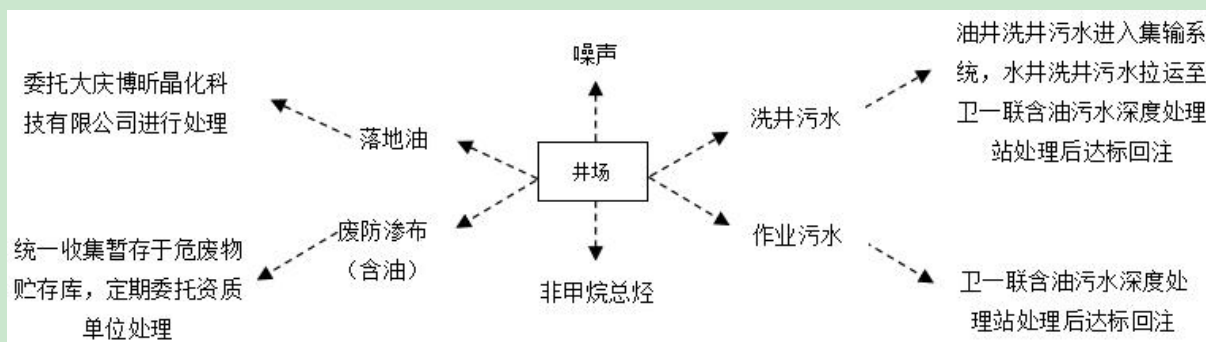 噪声
委托大庆博昕晶化科
技有限公司进行处理
落地油
井场
洗井污水
油井洗井污水进入集输系
统，水井洗井污水拉运至
卫一联含油污水深度处理
站处理后达标回注
统一收集暂存于危废物
贮存库，定期委托资质
单位处理
废防渗布
（含油）
非甲烷总烃
作业污水
卫一联含油污水深度处
理站处理后达标回注